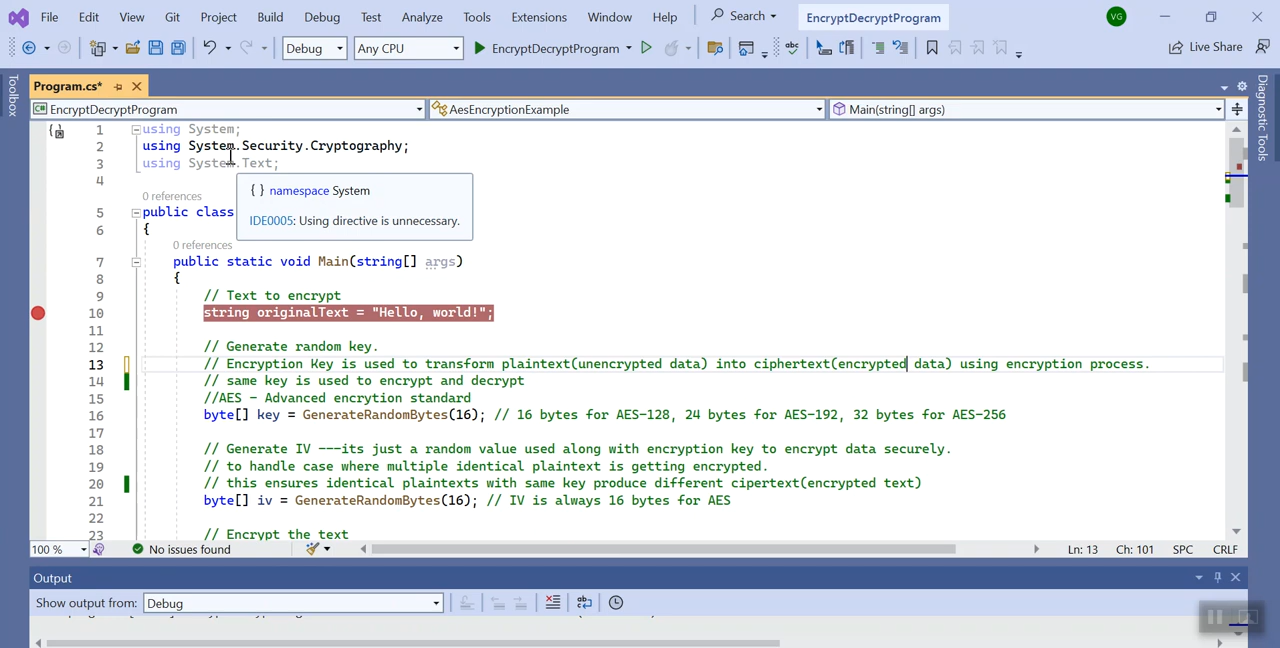 File Edit View Git Project Build Debug Test Analyze Tools Extensions Window Help Search EncryptDecryptProgram VG
Debug Any CPU EncryptDecryptProgram Live Share
Toolbox
Program.cs*
EncryptDecryptProgram AesEncryptionExample Main(string[] args)
Diagnostic Tools
1 using System;
2 using System.Security.Cryptography;
3 using System.Text;
4
{ } namespace System
IDE0005: Using directive is unnecessary.
0 references
5 public class
6 {
0 references
7 public static void Main(string[] args)
8 {
9 // Text to encrypt
10 string originalText = "Hello, world!";
11
12 // Generate random key.
13 // Encryption Key is used to transform plaintext(unencrypted data) into ciphertext(encrypted data) using encryption process.
14 // same key is used to encrypt and decrypt
15 //AES - Advanced encrytion standard
16 byte[] key = GenerateRandomBytes(16); // 16 bytes for AES-128, 24 bytes for AES-192, 32 bytes for AES-256
17
18 // Generate IV ---its just a random value used along with encryption key to encrypt data securely.
19 // to handle case where multiple identical plaintext is getting encrypted.
20 // this ensures identical plaintexts with same key produce different cipertext(encrypted text)
21 byte[] iv = GenerateRandomBytes(16); // IV is always 16 bytes for AES
22
23 // Encrypt the text
100 % No issues found Ln: 13 Ch: 101 SPC CRLF
Output
Show output from: Debug